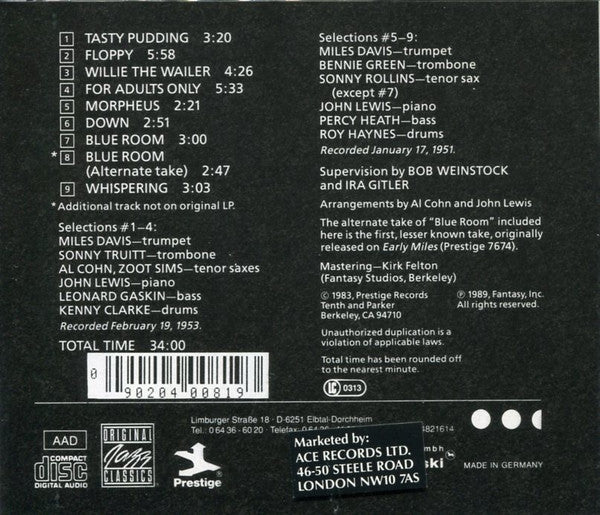 1 TASTY PUDDING 3:20
2 FLOPPY 5:58
3 WILLIE THE WAILER 4:26
4 FOR ADULTS ONLY 5:33
5 MORPHEUS 2:21
6 DOWN 2:51
7 BLUE ROOM 3:00
*8 BLUE ROOM
(Alternate take) 2:47
9 WHISPERING 3:03
*Additional track not on original LP.
Selections #1–4:
MILES DAVIS—trumpet
SONNY TRUITT—trombone
AL COHN, ZOOT SIMS—tenor saxes
JOHN LEWIS—piano
LEONARD GASKIN—bass
KENNY CLARKE—drums
Recorded February 19, 1953.
TOTAL TIME 34:00
0 90204 00819
Selections #5–9:
MILES DAVIS—trumpet
BENNIE GREEN—trombone
SONNY ROLLINS—tenor sax
(except #7)
JOHN LEWIS—piano
PERCY HEATH—bass
ROY HAYNES—drums
Recorded January 17, 1951.
Supervision by BOB WEINSTOCK
and IRA GITLER
Arrangements by Al Cohn and John Lewis
The alternate take of "Blue Room" included
here is the first, lesser known take, originally
released on Early Miles (Prestige 7674).
Mastering—Kirk Felton
(Fantasy Studios, Berkeley)
© 1983, Prestige Records
Tenth and Parker
Berkeley, CA 94710
℗ 1989, Fantasy, Inc.
All rights reserved.
Unauthorized duplication is a
violation of applicable laws.
Total time has been rounded off
to the nearest minute.
LC 0313
Limburger Straße 18 · D-6251 Elbtal-Dorchheim
Tel.: 0 64 36 - 60 20 · Telefax
4821614
AAD
COMPACT
disc
DIGITAL AUDIO
ORIGINAL
Jazz
CLASSICS
Prestige
Marketed by:
ACE RECORDS LTD.
46-50 STEELE ROAD
LONDON NW10 7AS
mbh
ski
MADE IN GERMANY